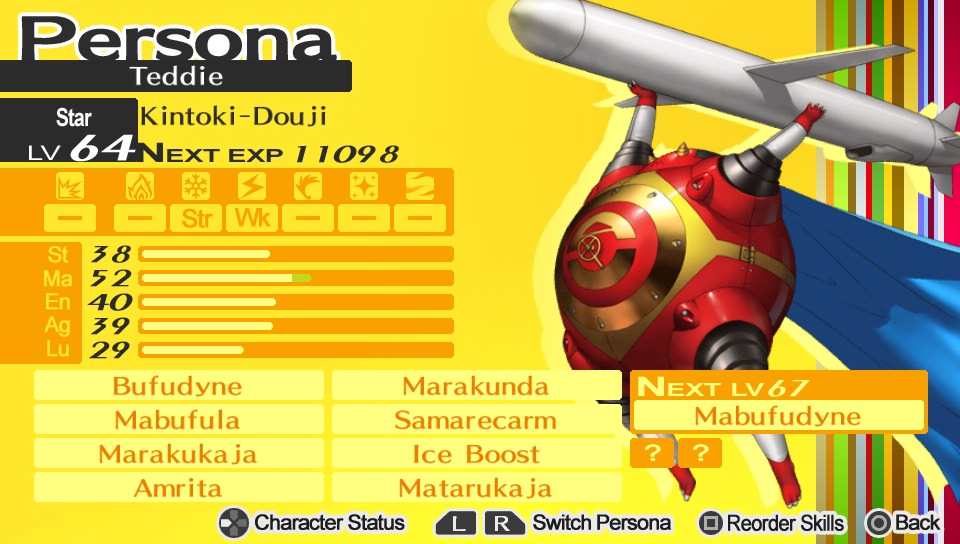 Persona
Teddie
Star
Kintoki-Douji
LV 64 NEXT EXP 11098
— — Str Wk — — —
St 38
Ma 52
En 40
Ag 39
Lu 29
Bufudyne Marakunda
Mabufula Samarecarm
Marakukaja Ice Boost
Amrita Matarukaja
NEXT LV67
Mabufudyne
? ?
Character Status L R Switch Persona Reorder Skills Back